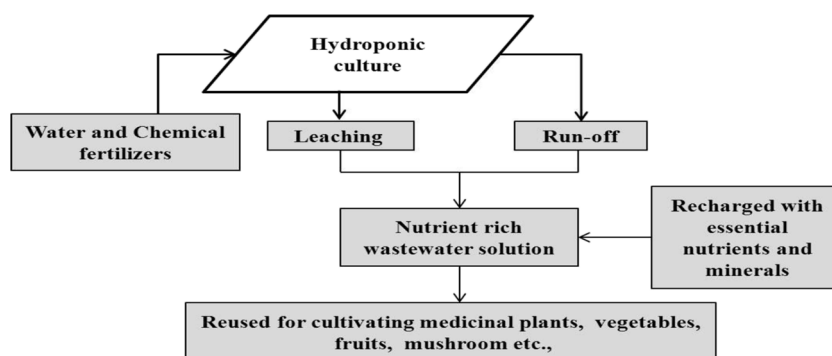 Hydroponic
culture
Water and Chemical
fertilizers
Leaching
Run-off
Nutrient rich
wastewater solution
Recharged with
essential
nutrients and
minerals
Reused for cultivating medicinal plants, vegetables,
fruits, mushroom etc.,